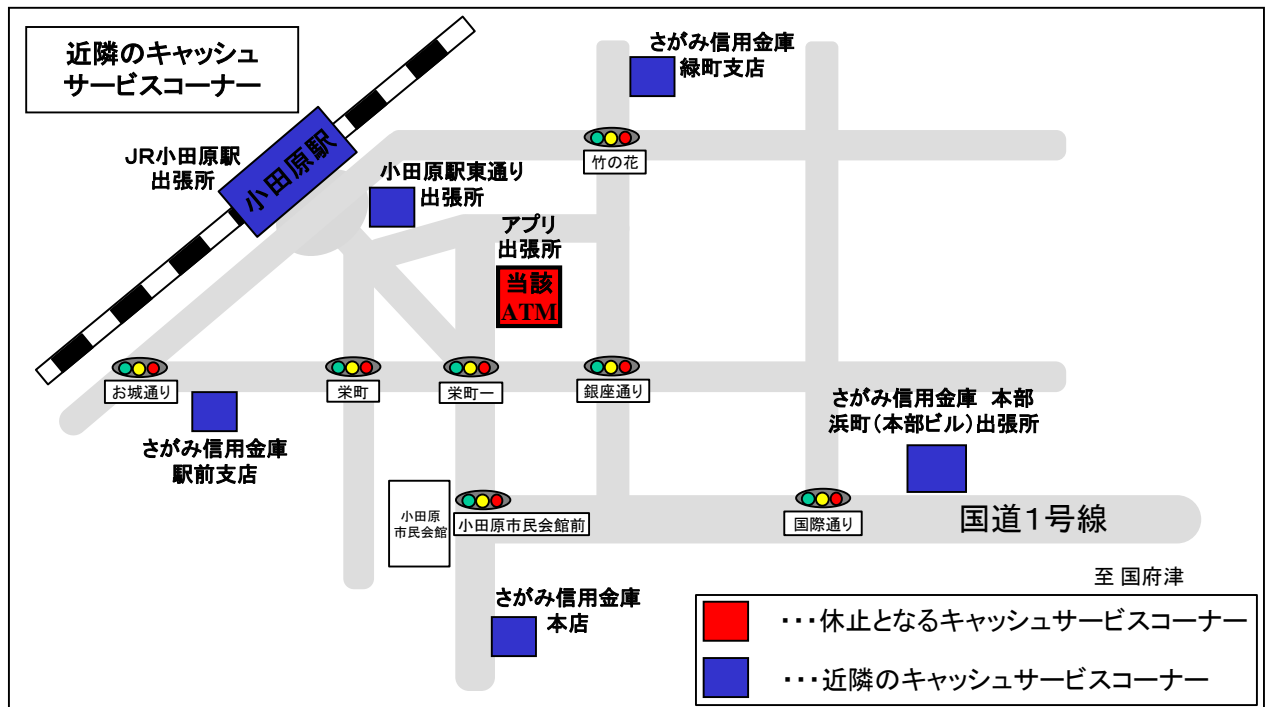 近隣のキャッシュ
サービスコーナー
さがみ信用金庫
緑町支店
JR小田原駅
出張所
小田原駅
竹の花
小田原駅東通り
出張所
アプリ
出張所
当該
ATM
お城通り
栄町
栄町一
銀座通り
さがみ信用金庫
駅前支店
さがみ信用金庫 本部
浜町(本部ビル)出張所
小田原
市民会館
小田原市民会館前
国際通り
国道1号線
至 国府津
さがみ信用金庫
本店
・・・休止となるキャッシュサービスコーナー
・・・近隣のキャッシュサービスコーナー